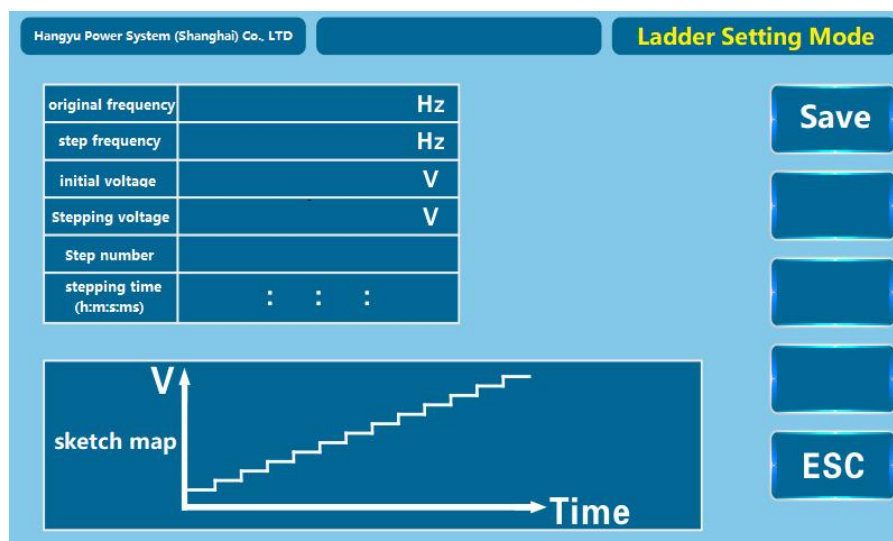 Hangyu Power System (Shanghai) Co., LTD
Ladder Setting Mode
original frequency Hz
step frequency Hz
initial voltage V
Stepping voltage V
Step number
stepping time
(h:m:s:ms) : : :
Save
ESC
V
sketch map
Time